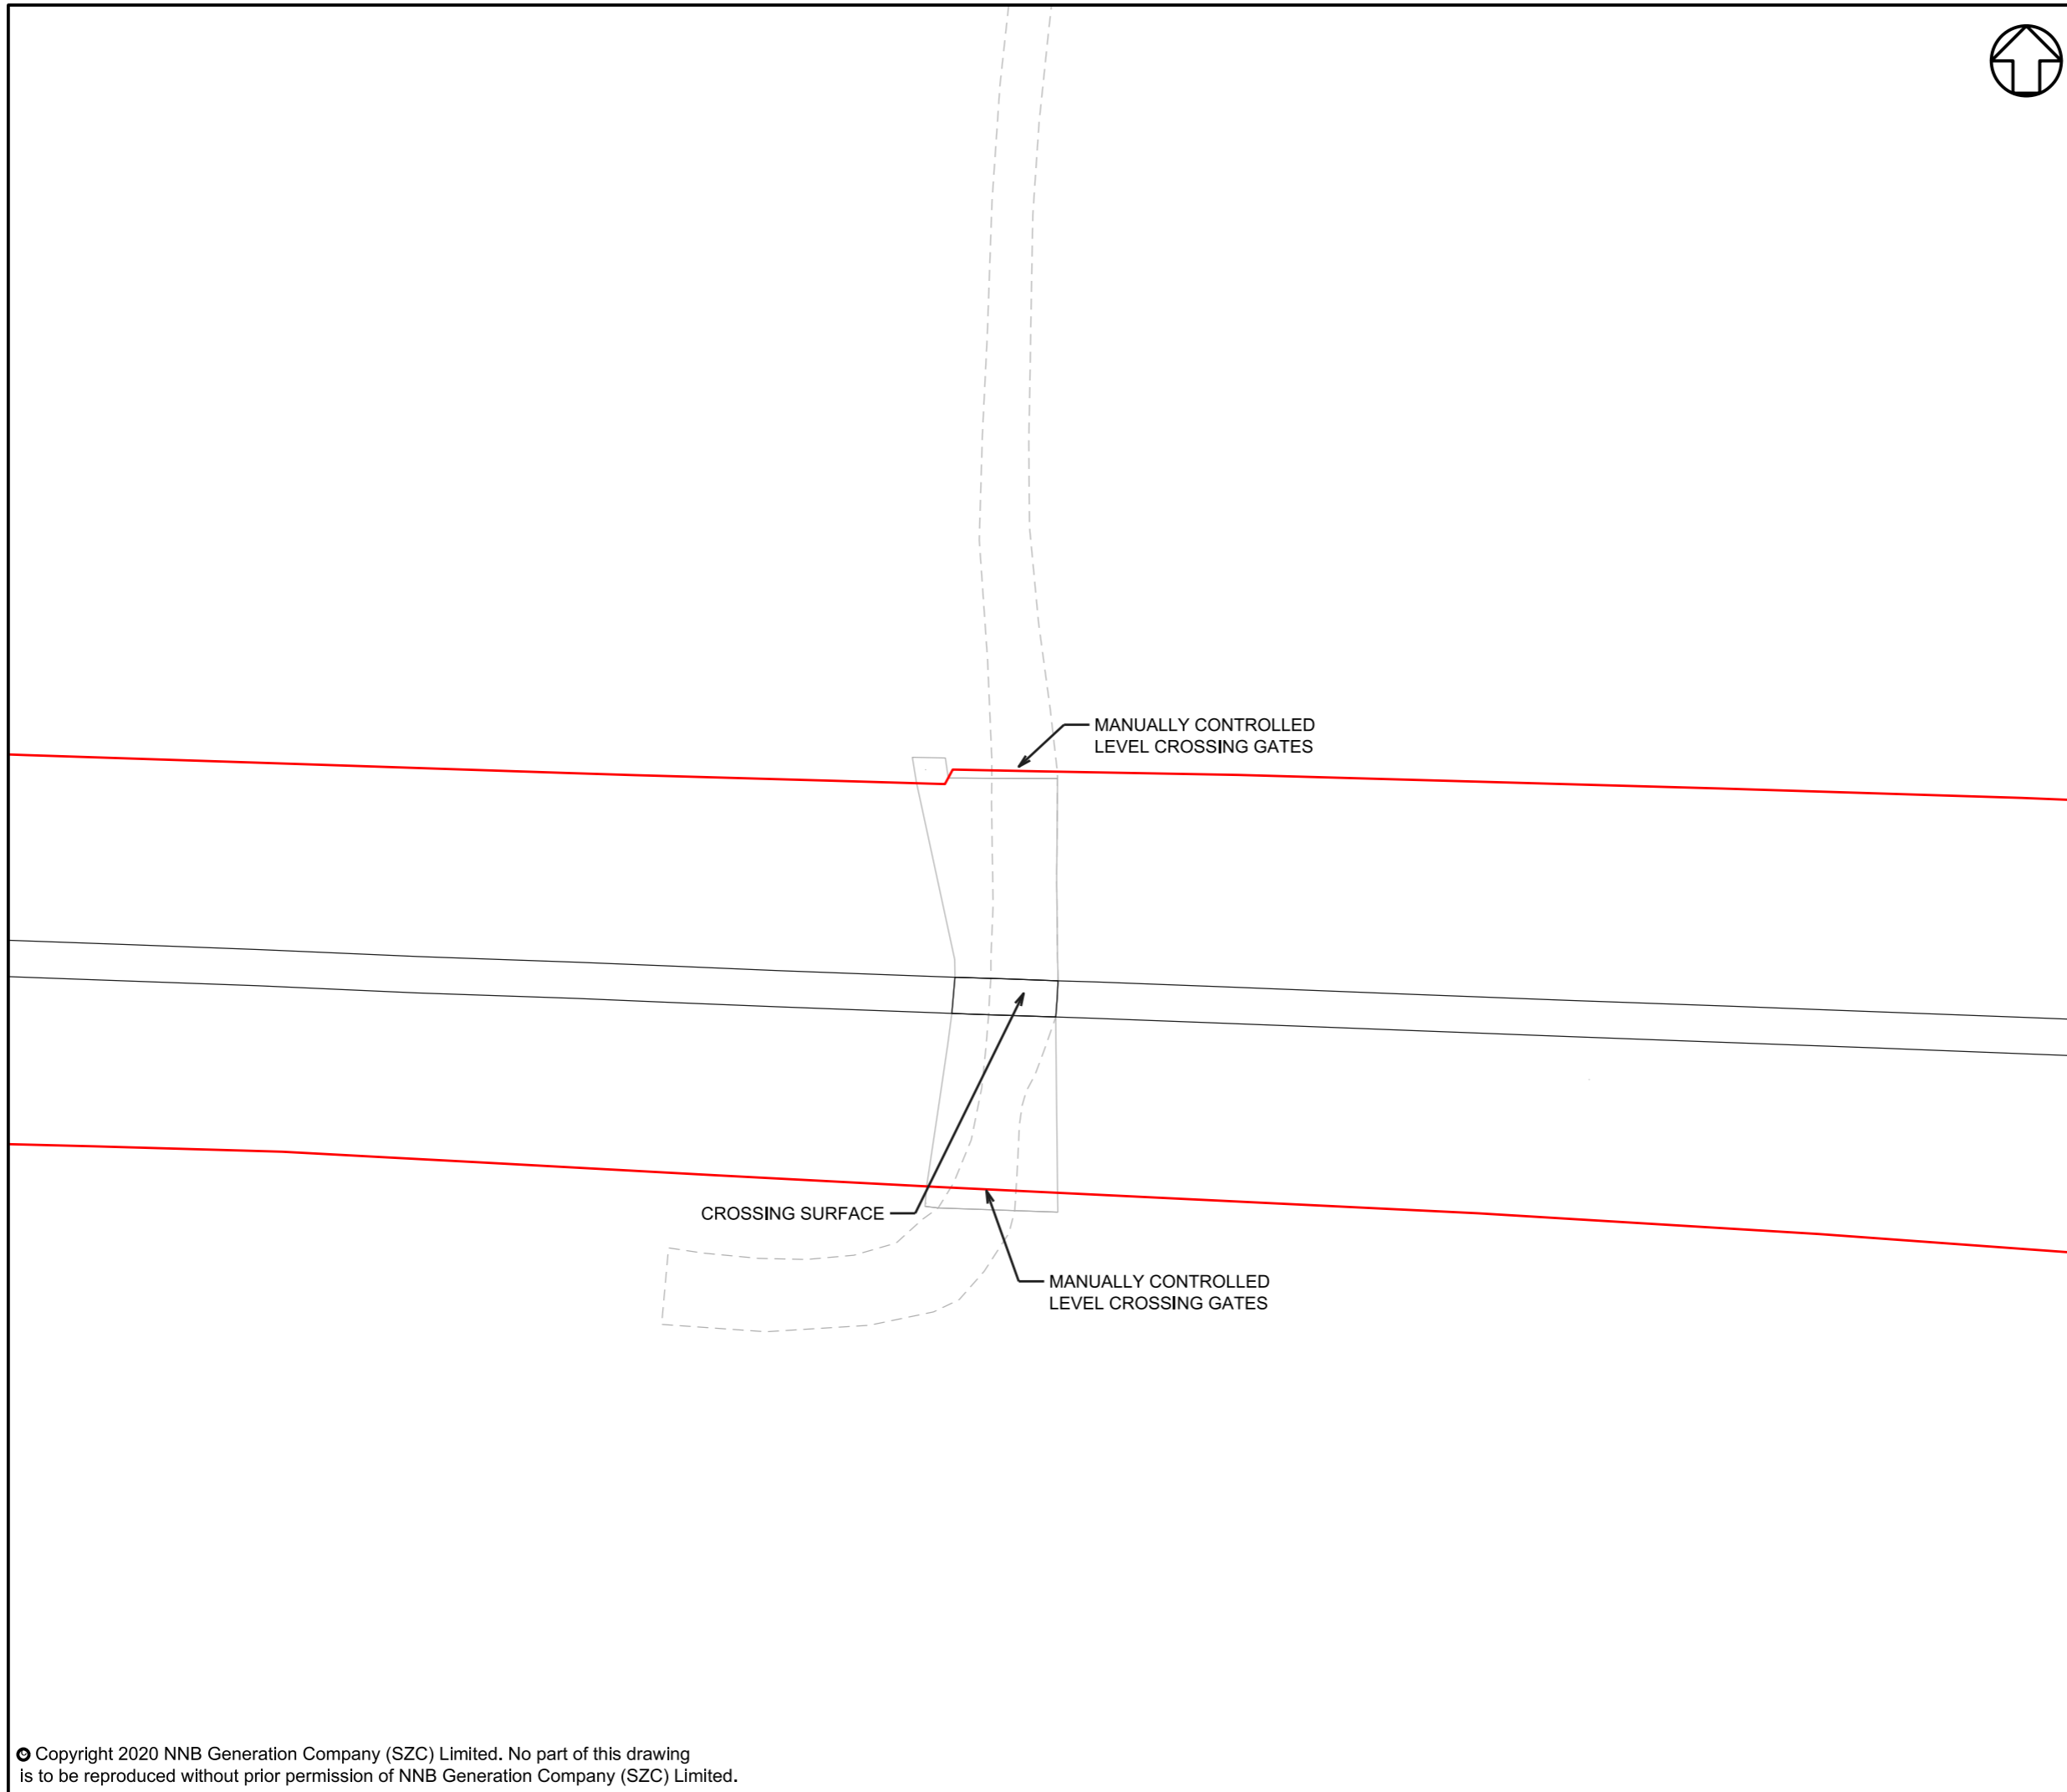 MANUALLY CONTROLLED
LEVEL CROSSING GATES
CROSSING SURFACE
MANUALLY CONTROLLED
LEVEL CROSSING GATES
© Copyright 2020 NNB Generation Company (SZC) Limited. No part of this drawing
is to be reproduced without prior permission of NNB Generation Company (SZC) Limited.